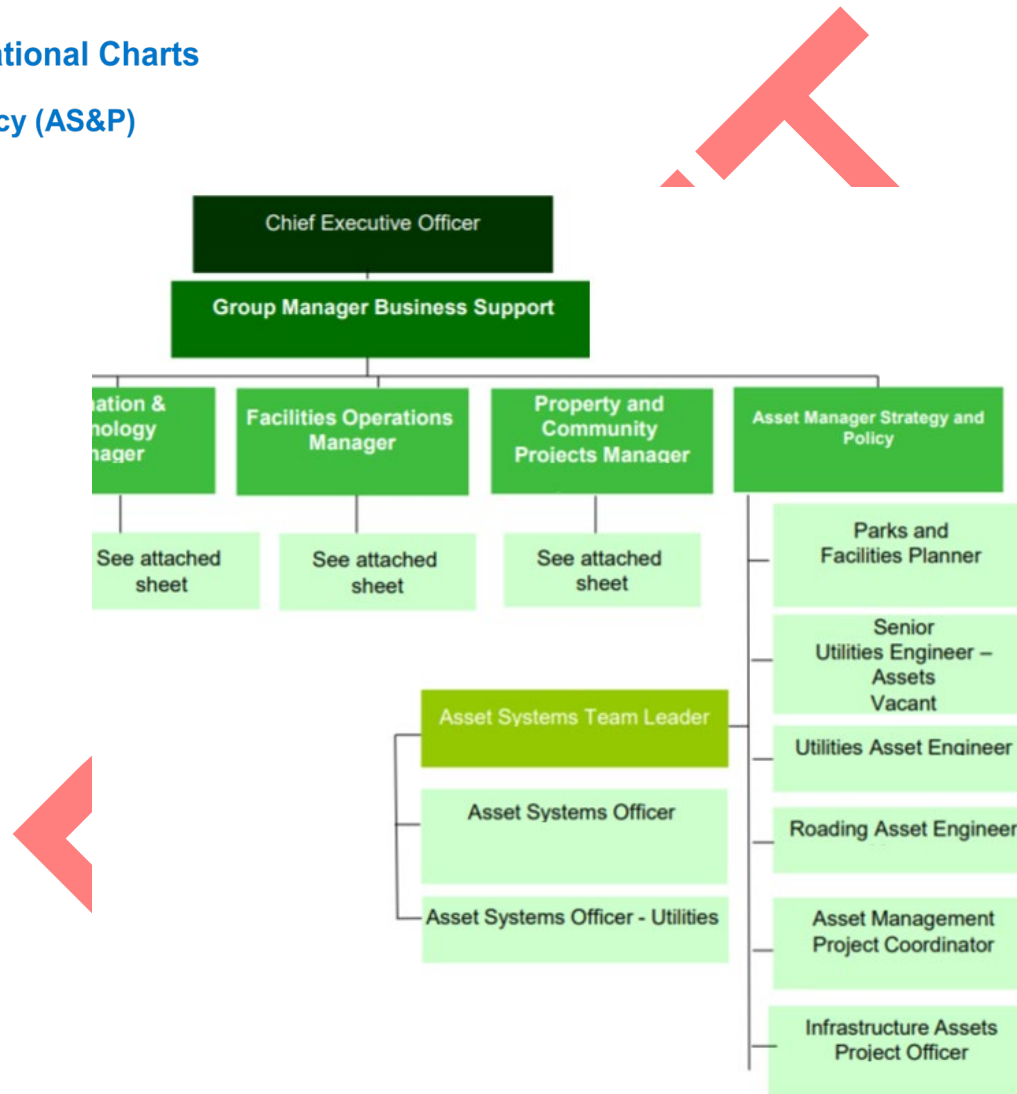 ational Charts
cy (AS&P)
Chief Executive Officer
Group Manager Business Support
ation &
nology
nager
Facilities Operations
Manager
Property and
Community
Projects Manager
Asset Manager Strategy and
Policy
See attached
sheet
See attached
sheet
See attached
sheet
Parks and
Facilities Planner
Senior
Utilities Engineer –
Assets
Vacant
Asset Systems Team Leader
Utilities Asset Engineer
Asset Systems Officer
Roading Asset Engineer
Asset Systems Officer - Utilities
Asset Management
Project Coordinator
Infrastructure Assets
Project Officer